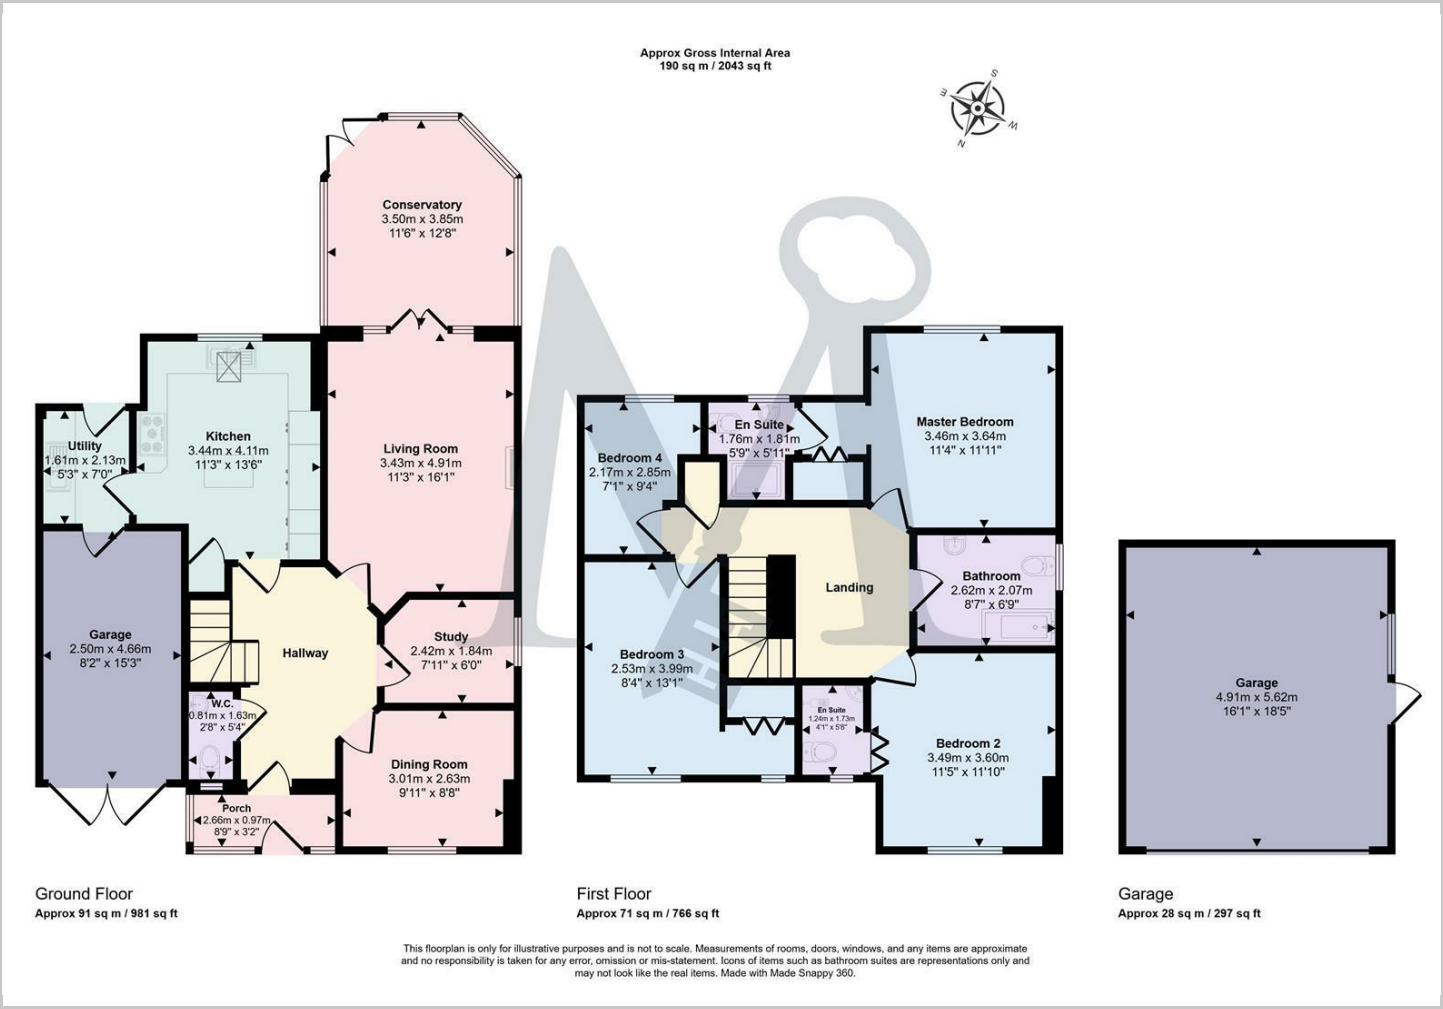 Approx Gross Internal Area
190 sq m / 2043 sq ft
S
E
W
N
Conservatory
3.50m x 3.85m
11'6" x 12'8"
Utility
1.61m x 2.13m
5'3" x 7'0"
Kitchen
3.44m x 4.11m
11'3" x 13'6"
Living Room
3.43m x 4.91m
11'3" x 16'1"
Garage
2.50m x 4.66m
8'2" x 15'3"
Hallway
Study
2.42m x 1.84m
7'11" x 6'0"
W.C.
0.81m x 1.63m
2'8" x 5'4"
Dining Room
3.01m x 2.63m
9'11" x 8'8"
Porch
2.66m x 0.97m
8'9" x 3'2"
Bedroom 4
2.17m x 2.85m
7'1" x 9'4"
En Suite
1.76m x 1.81m
5'9" x 5'11"
Master Bedroom
3.46m x 3.64m
11'4" x 11'11"
Landing
Bathroom
2.62m x 2.07m
8'7" x 6'9"
Bedroom 3
2.53m x 3.99m
8'4" x 13'1"
En Suite
1.24m x 1.73m
4'1" x 5'8"
Bedroom 2
3.49m x 3.60m
11'5" x 11'10"
Garage
4.91m x 5.62m
16'1" x 18'5"
Ground Floor
Approx 91 sq m / 981 sq ft
First Floor
Approx 71 sq m / 766 sq ft
Garage
Approx 28 sq m / 297 sq ft
This floorplan is only for illustrative purposes and is not to scale. Measurements of rooms, doors, windows, and any items are approximate
and no responsibility is taken for any error, omission or mis-statement. Icons of items such as bathroom suites are representations only and
may not look like the real items. Made with Made Snappy 360.